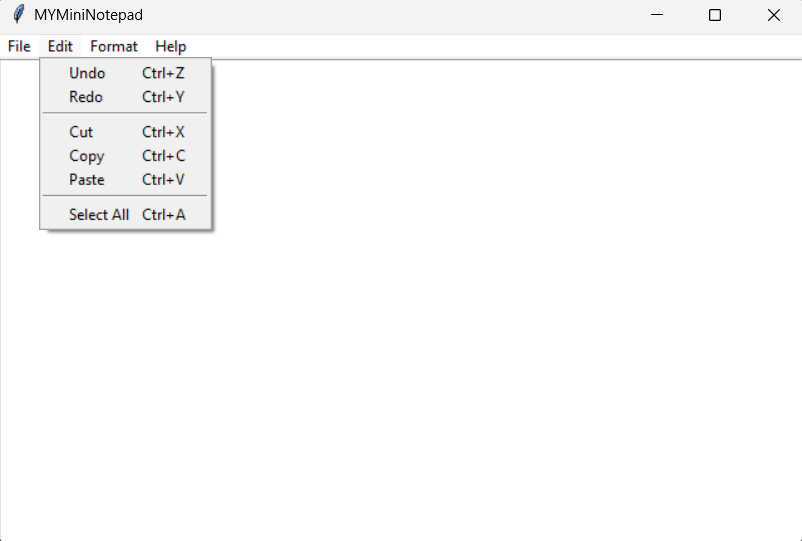 MYMiniNotepad
File Edit Format Help
Undo Ctrl+Z
Redo Ctrl+Y
Cut Ctrl+X
Copy Ctrl+C
Paste Ctrl+V
Select All Ctrl+A